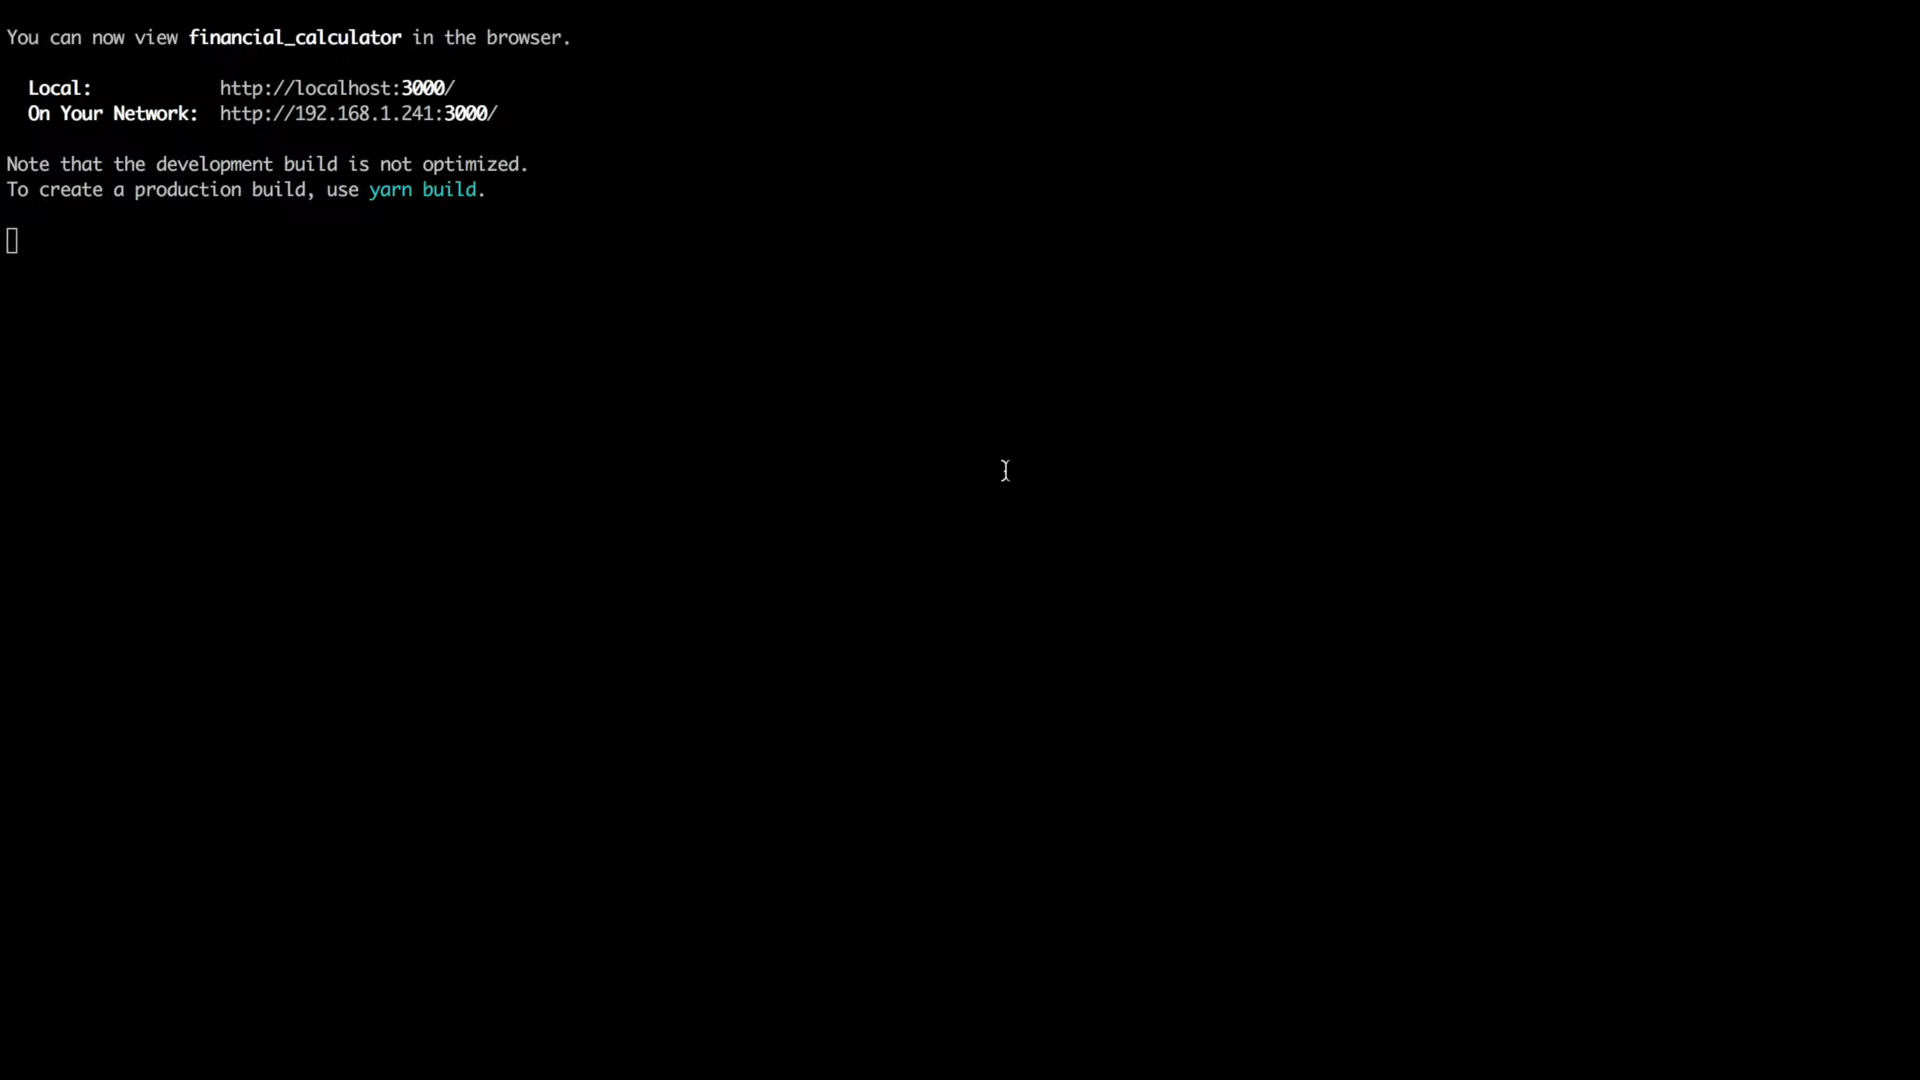 You can now view financial_calculator in the browser.
Local: http://localhost:3000/
On Your Network: http://192.168.1.241:3000/
Note that the development build is not optimized.
To create a production build, use yarn build.